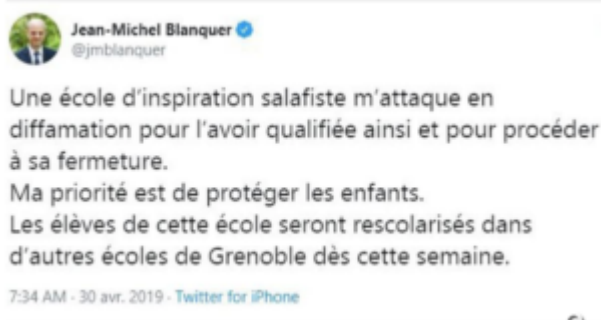 Jean-Michel Blanquer
@jmblanquer
Une école d'inspiration salafiste m'attaque en
diffamation pour l'avoir qualifiée ainsi et pour procéder
à sa fermeture.
Ma priorité est de protéger les enfants.
Les élèves de cette école seront rescolarisés dans
d'autres écoles de Grenoble dès cette semaine.
7:34 AM - 30 avr. 2019 - Twitter for iPhone